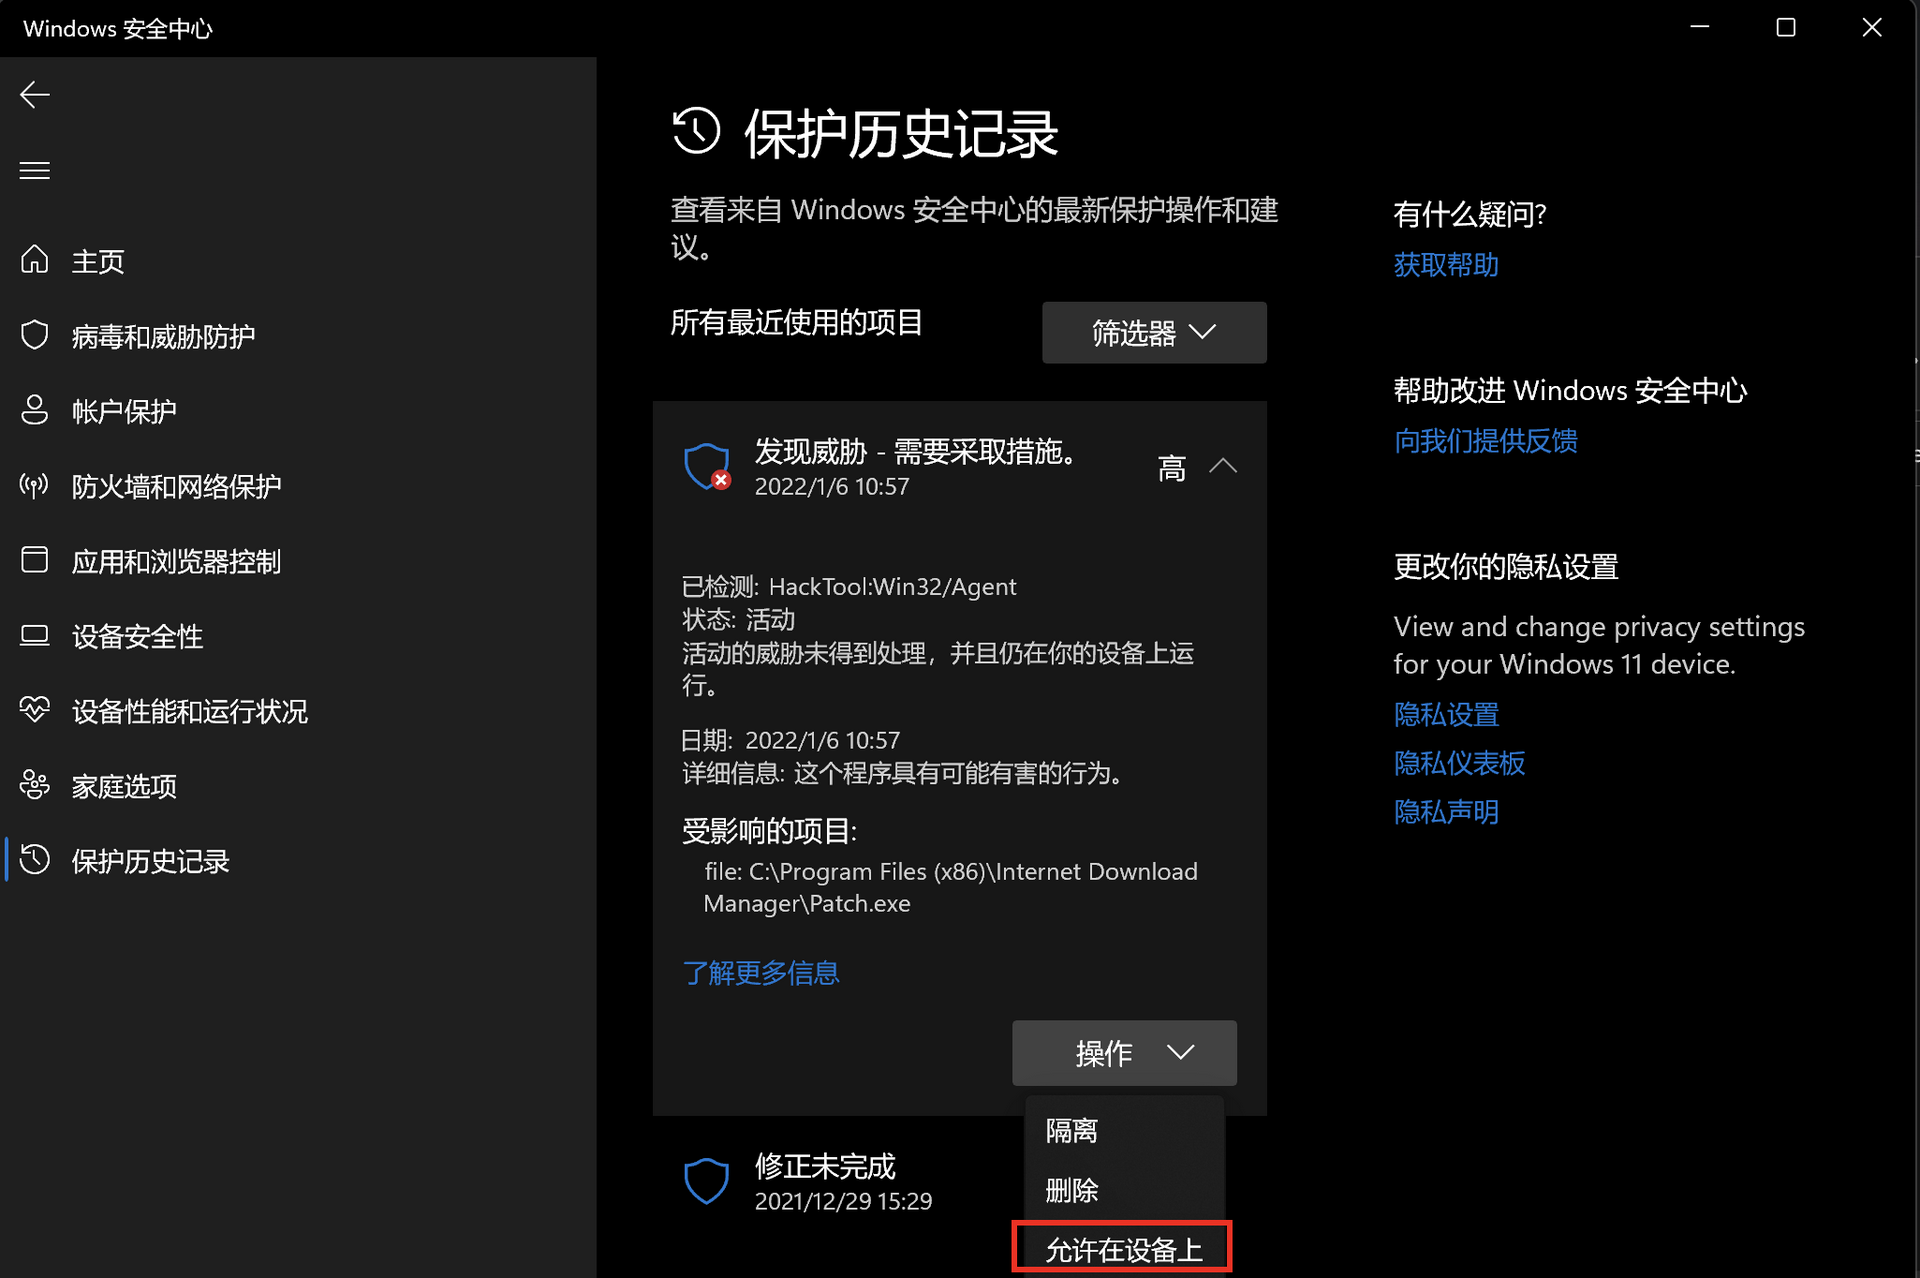 Windows 安全中心
主页
病毒和威胁防护
帐户保护
防火墙和网络保护
应用和浏览器控制
设备安全性
设备性能和运行状况
家庭选项
保护历史记录
保护历史记录
查看来自 Windows 安全中心的最新保护操作和建
议。
所有最近使用的项目
筛选器
发现威胁 - 需要采取措施。
2022/1/6 10:57
高
已检测: HackTool:Win32/Agent
状态: 活动
活动的威胁未得到处理，并且仍在你的设备上运
行。
日期: 2022/1/6 10:57
详细信息: 这个程序具有可能有害的行为。
受影响的项目:
file: C:\Program Files (x86)\Internet Download
Manager\Patch.exe
了解更多信息
操作
隔离
删除
允许在设备上
修正未完成
2021/12/29 15:29
有什么疑问?
获取帮助
帮助改进 Windows 安全中心
向我们提供反馈
更改你的隐私设置
View and change privacy settings
for your Windows 11 device.
隐私设置
隐私仪表板
隐私声明